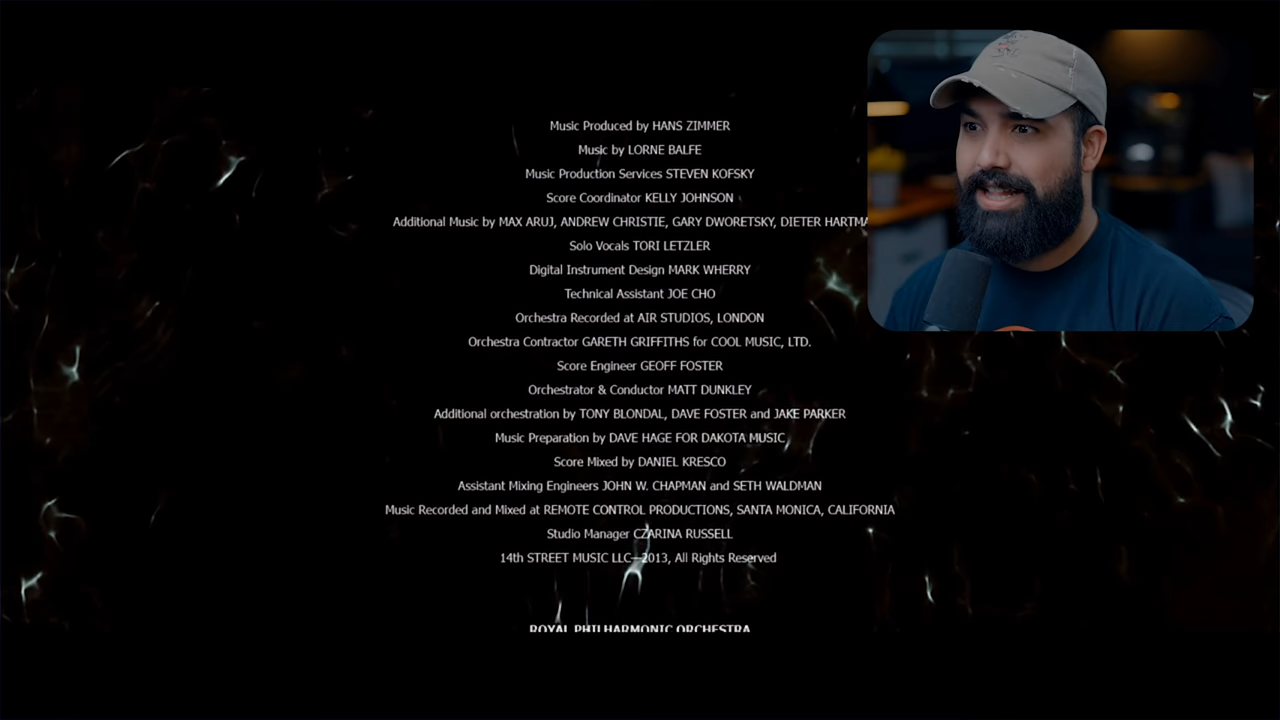 Music Produced by HANS ZIMMER
Music by LORNE BALFE
Music Production Services STEVEN KOFSKY
Score Coordinator KELLY JOHNSON
Additional Music by MAX ARUJ, ANDREW CHRISTIE, GARY DWORETSKY, DIETER HARTMA
Solo Vocals TORI LETZLER
Digital Instrument Design MARK WHERRY
Technical Assistant JOE CHO
Orchestra Recorded at AIR STUDIOS, LONDON
Orchestra Contractor GARETH GRIFFITHS for COOL MUSIC, LTD.
Score Engineer GEOFF FOSTER
Orchestrator & Conductor MATT DUNKLEY
Additional orchestration by TONY BLONDAL, DAVE FOSTER and JAKE PARKER
Music Preparation by DAVE HAGE FOR DAKOTA MUSIC
Score Mixed by DANIEL KRESCO
Assistant Mixing Engineers JOHN W. CHAPMAN and SETH WALDMAN
Music Recorded and Mixed at REMOTE CONTROL PRODUCTIONS, SANTA MONICA, CALIFORNIA
Studio Manager CZARINA RUSSELL
14th STREET MUSIC LLC—2013, All Rights Reserved
ROYAL PHILHARMONIC ORCHESTRA